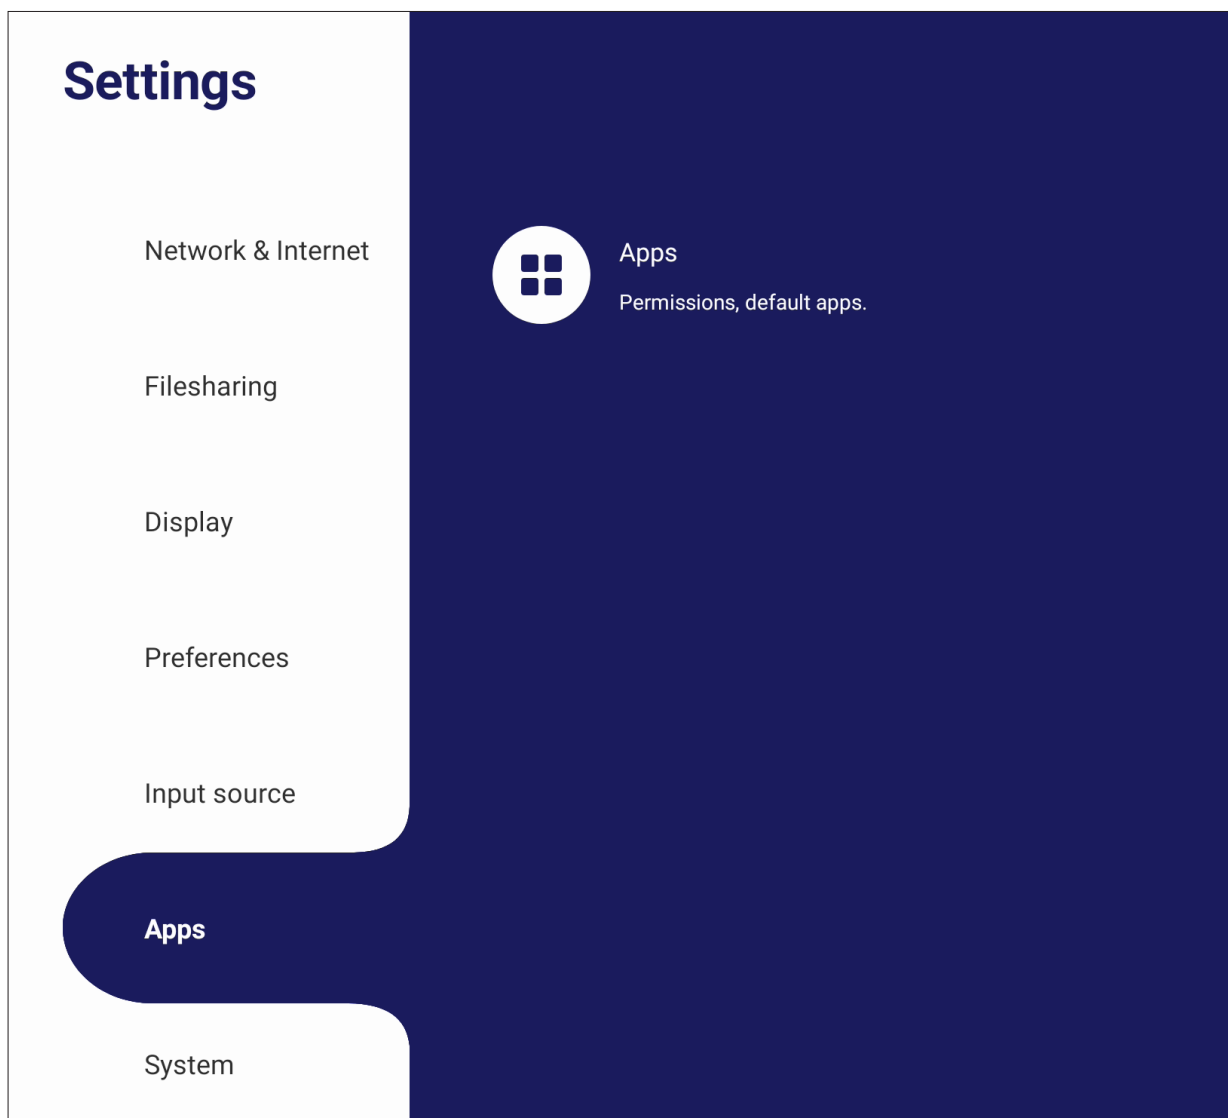 Settings
Network & Internet
Filesharing
Display
Preferences
Input source
Apps
System
Apps
Permissions, default apps.